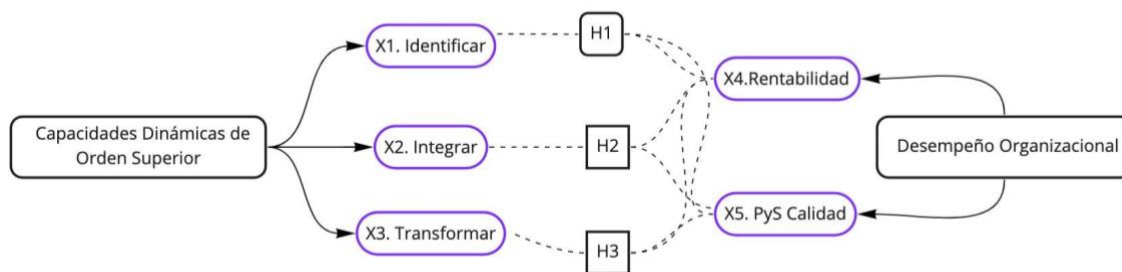 Capacidades Dinámicas de
Orden Superior
X1. Identificar
X2. Integrar
X3. Transformar
H1
H2
H3
X4.Rentabilidad
X5. PyS Calidad
Desempeño Organizacional